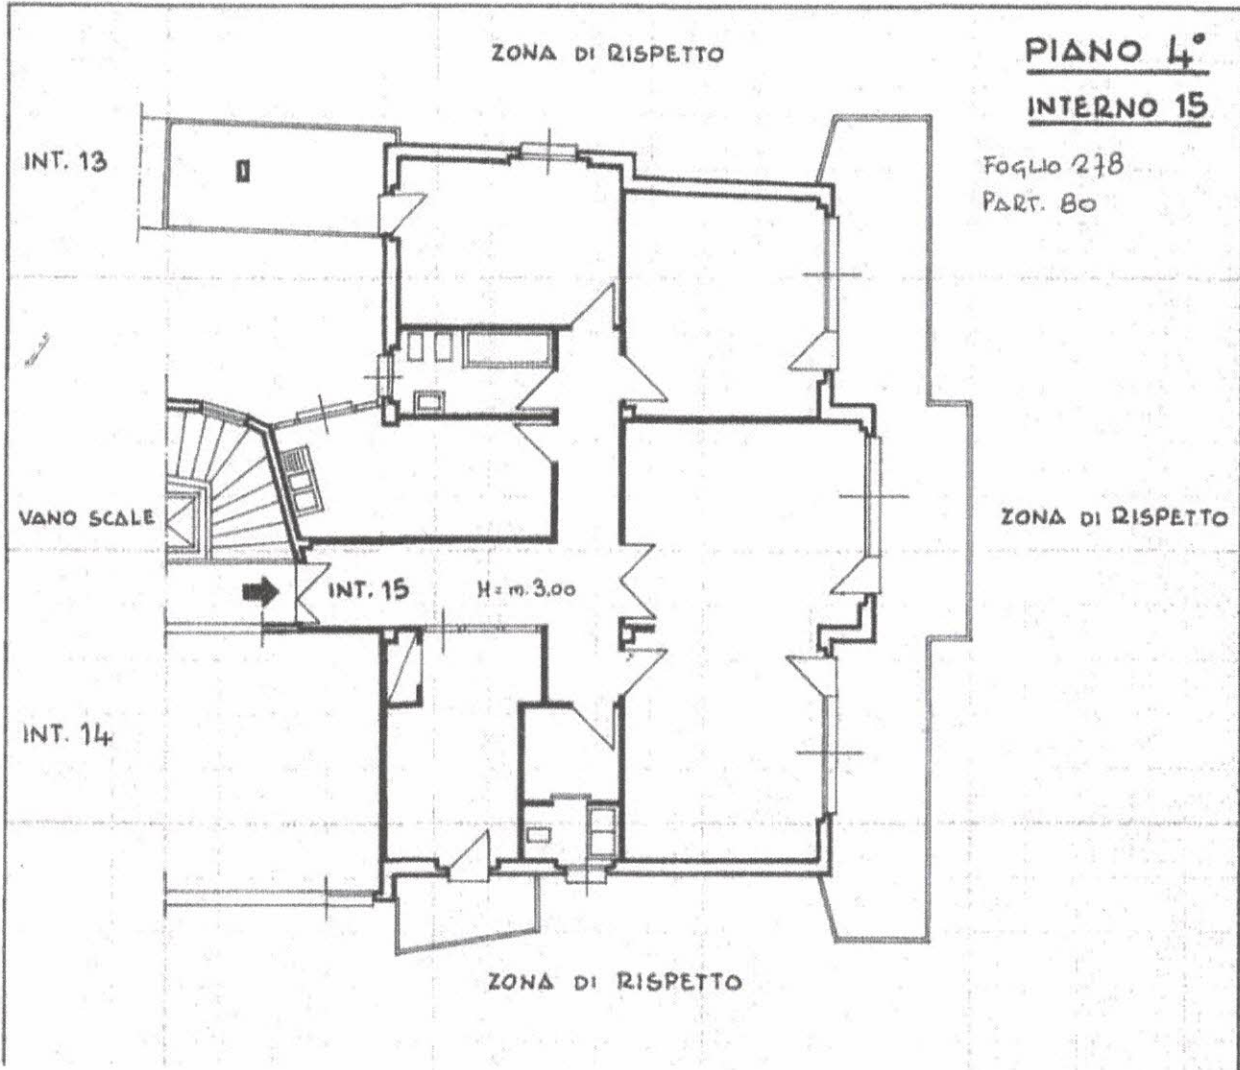 ZONA DI RISPETTO
PIANO 4°
INTERNO 15
FOGLIO 278
PART. 80
INT. 13
VANO SCALE
ZONA DI RISPETTO
INT. 15
H= m. 3,00
INT. 14
ZONA DI RISPETTO